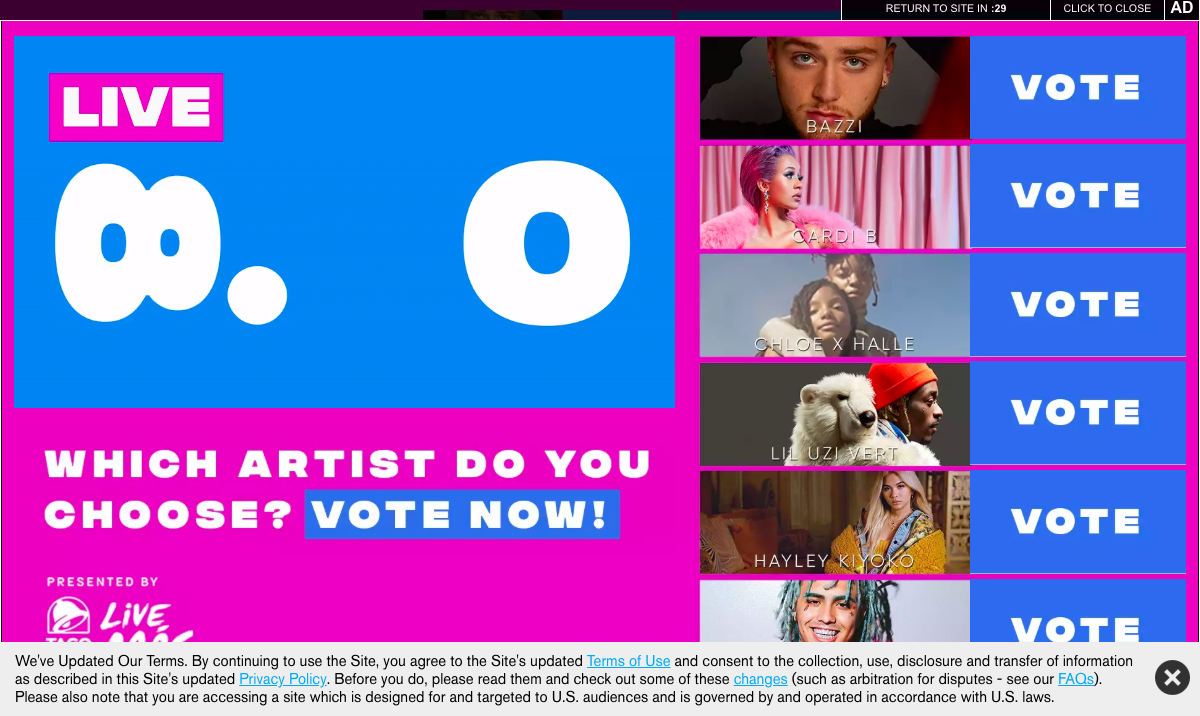 RETURN TO SITE IN :29
CLICK TO CLOSE
AD
LIVE
8. O
WHICH ARTIST DO YOU
CHOOSE? VOTE NOW!
PRESENTED BY
TACO
LiVE
BAZZI
VOTE
CARDI B
VOTE
CHLOE X HALLE
VOTE
LIL UZI VERT
VOTE
HAYLEY KIYOKO
VOTE
VOTE
We've Updated Our Terms. By continuing to use the Site, you agree to the Site's updated Terms of Use and consent to the collection, use, disclosure and transfer of information
as described in this Site's updated Privacy Policy. Before you do, please read them and check out some of these changes (such as arbitration for disputes - see our FAQs).
Please also note that you are accessing a site which is designed for and targeted to U.S. audiences and is governed by and operated in accordance with U.S. laws.